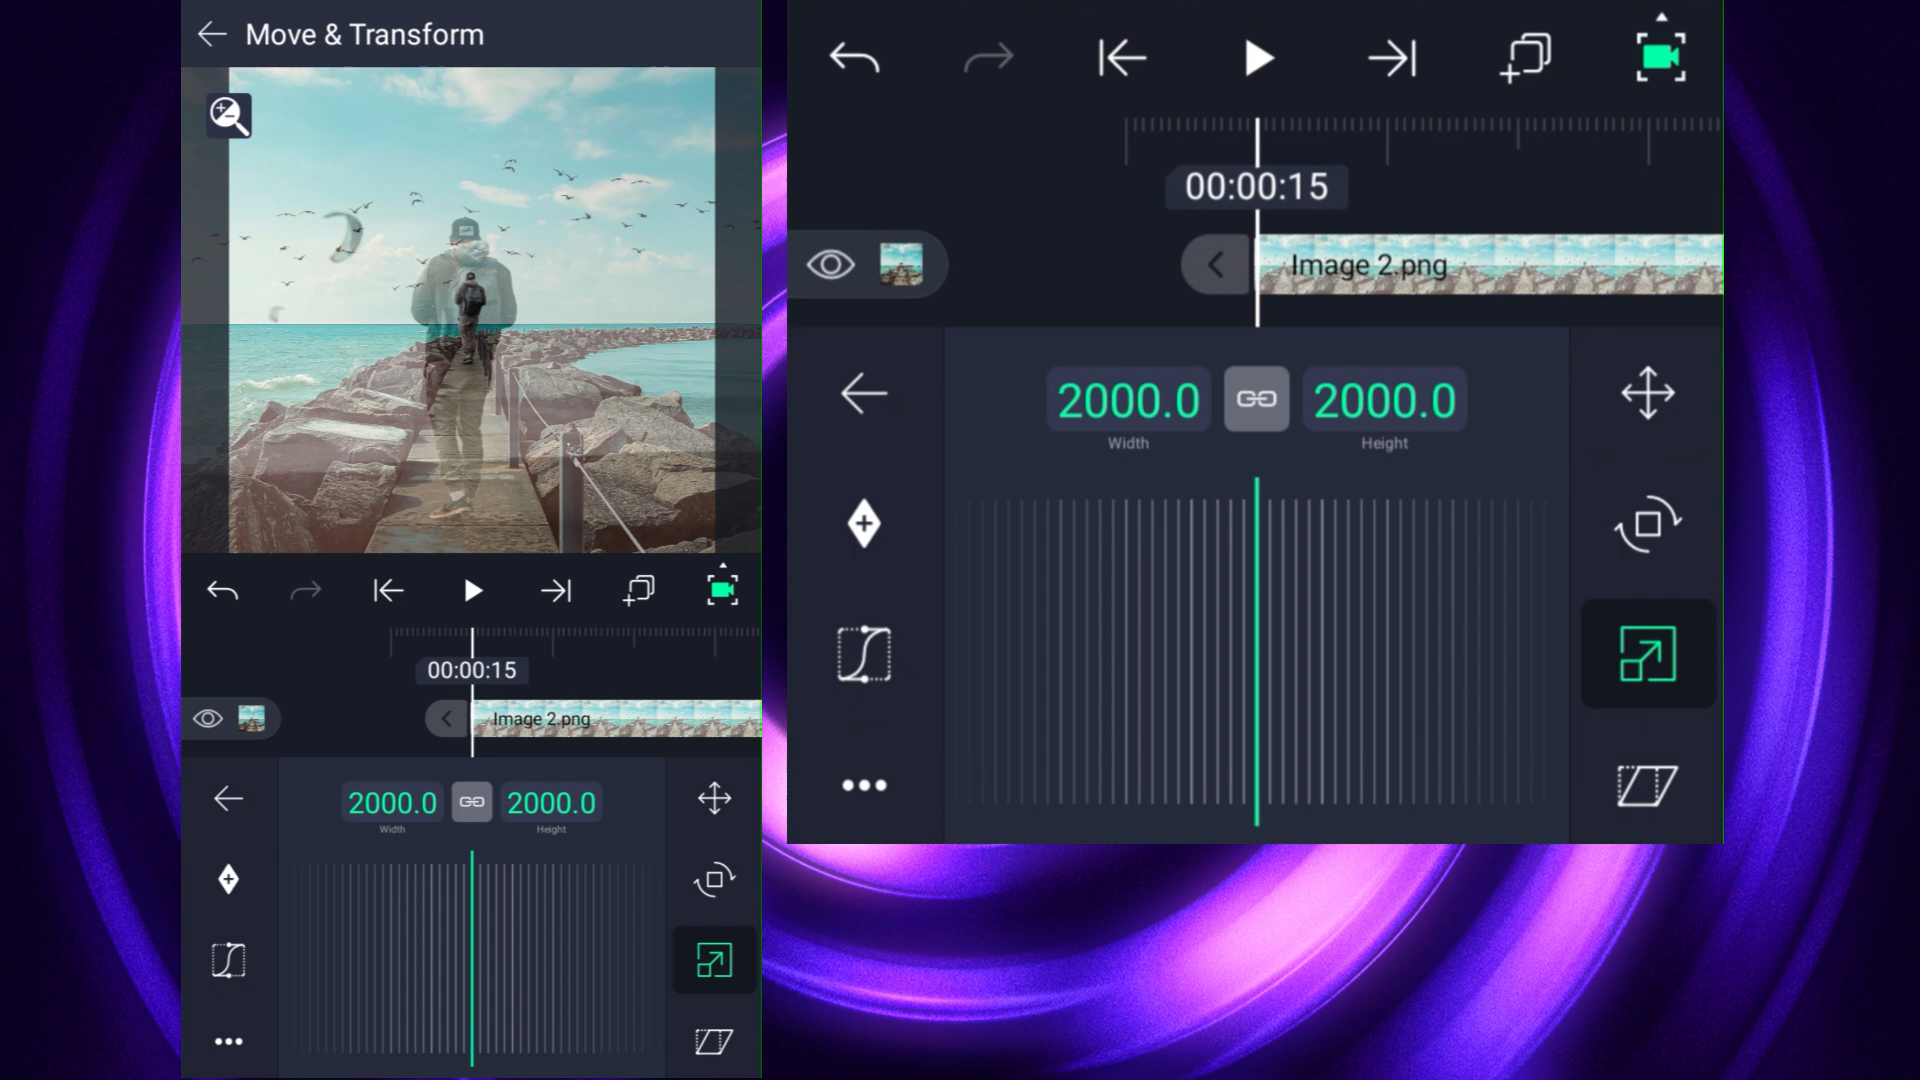 Move & Transform
00:00:15
Image 2.png
2000.0 2000.0
Width Height
00:00:15
Image 2.png
2000.0 2000.0
Width Height